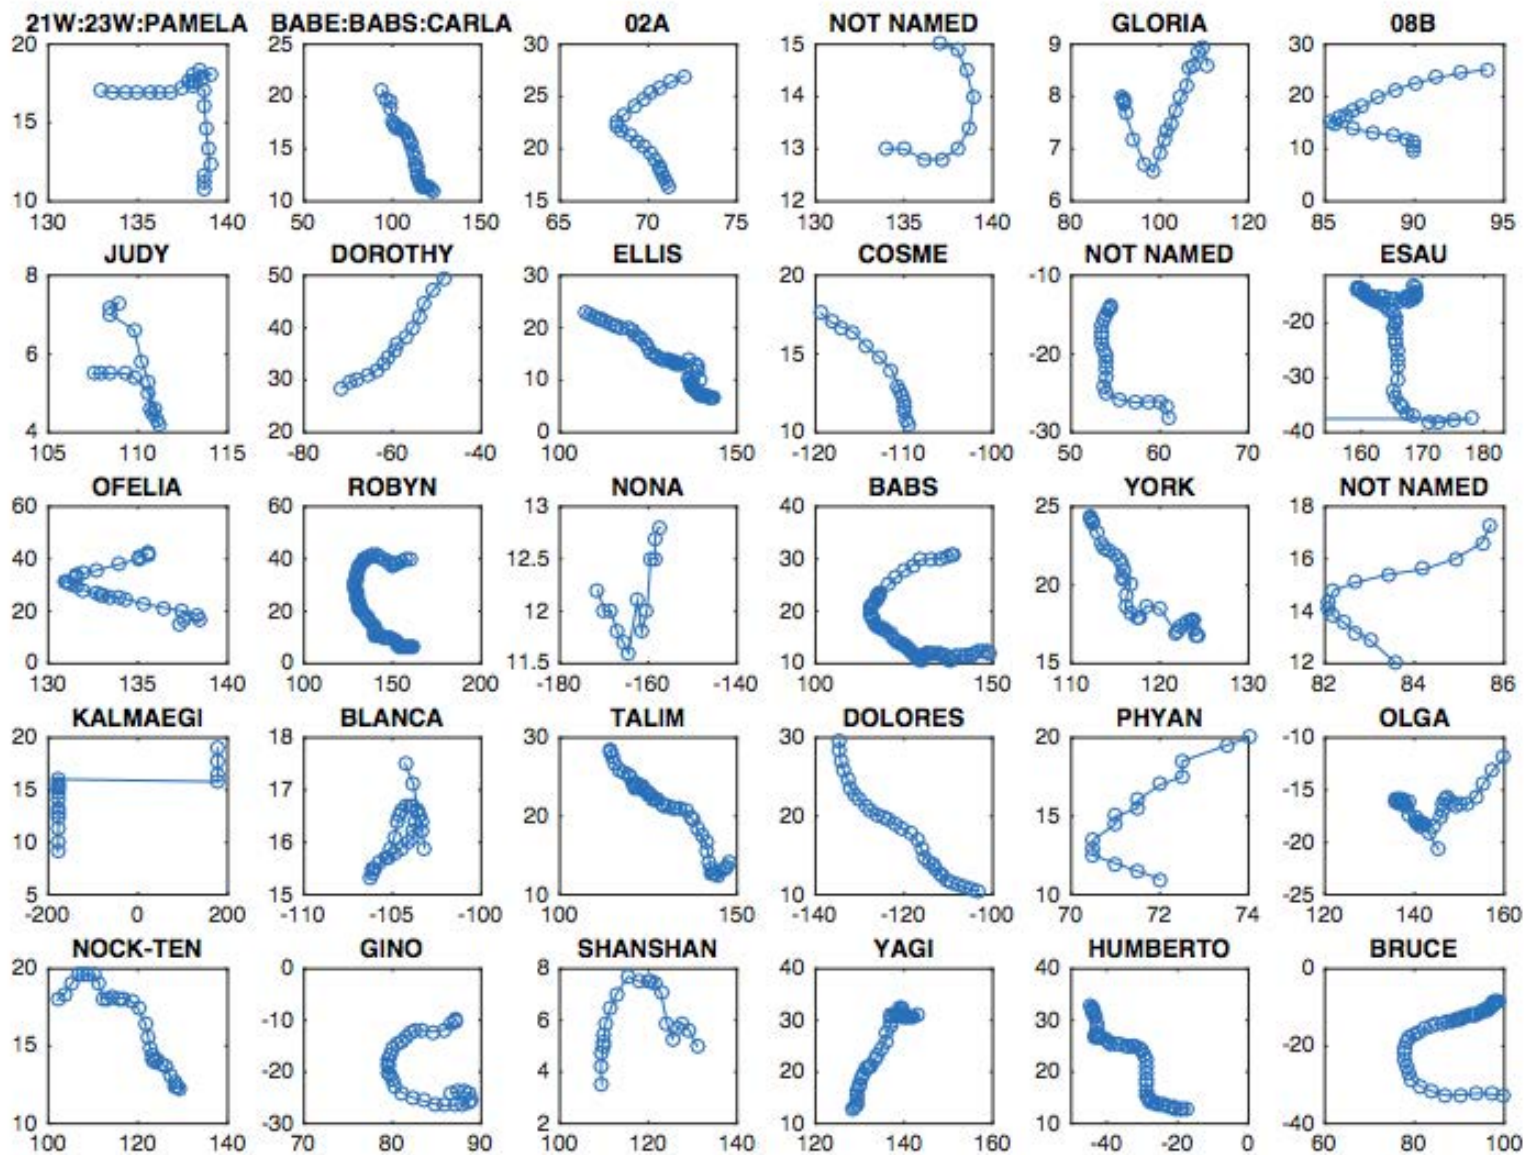 21W:23W:PAMELA BABE:BABS:CARLA 02A NOT NAMED GLORIA 08B
20 25 30 15 9 30
20 25 14 8 20
15 15 20 13 7 10
10 10 15 12 6 0
130 135 140 50 100 150 65 70 75 130 135 140 80 100 120 85 90 95
JUDY DOROTHY ELLIS COSME NOT NAMED ESAU
8 50 30 20 -10
40 20 -20
6 15 -20 -30
30 10
4 20 0 10 -30 -40
105 110 115 -80 -60 -40 100 150 -120 -110 -100 50 60 70 160 170 180
OFELIA ROBYN NONA BABS YORK NOT NAMED
60 60 13 40 25 18
40 40 12.5 30 16
20 20 12 20 20 14
0 0 11.5 10 15 12
130 135 140 100 150 200 -180 -160 -140 100 150 110 120 130 82 84 86
KALMAEGI BLANCA TALIM DOLORES PHYAN OLGA
20 18 30 30 20 -10
15 17 -15
20 20 15
10 16 -20
5 15 10 10 10 -25
-200 0 200 -110 -105 -100 100 150 -140 -120 -100 70 72 74 120 140 160
NOCK-TEN GINO SHANSHAN YAGI HUMBERTO BRUCE
20 0 8 40 40 0
-10 6 30 30
15 -20
-20 4 20 20
10 -30 2 10 10 -40
100 120 140 70 80 90 100 120 140 120 140 160 -40 -20 0 60 80 100